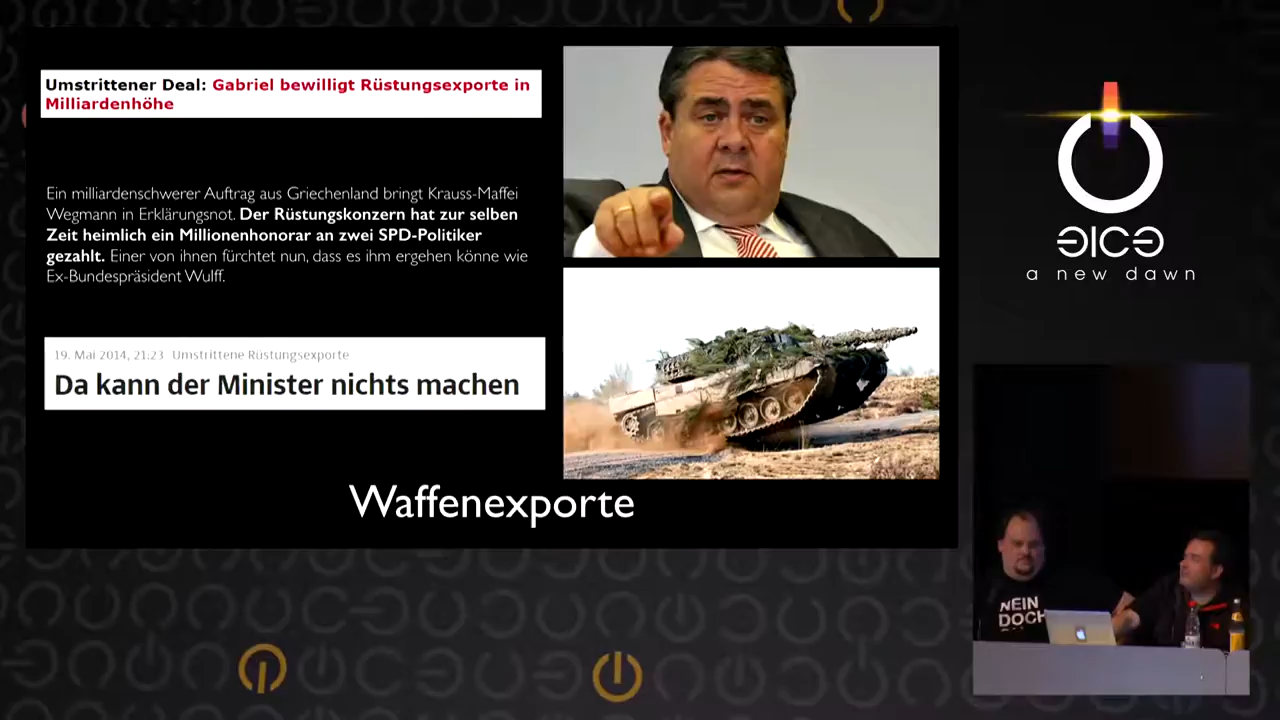 Umstrittener Deal: Gabriel bewilligt Rüstungsexporte in
Milliardenhöhe
Ein milliardenschwerer Auftrag aus Griechenland bringt Krauss-Maffei
Wegmann in Erklärungsnot. Der Rüstungskonzern hat zur selben
Zeit heimlich ein Millionenhonorar an zwei SPD-Politiker
gezahlt. Einer von ihnen fürchtet nun, dass es ihm ergehen könne wie
Ex-Bundespräsident Wulff.
19. Mai 2014, 21:23 Umstrittene Rüstungsexporte
Da kann der Minister nichts machen
Waffenexporte
a new dawn
NEIN
DOCH